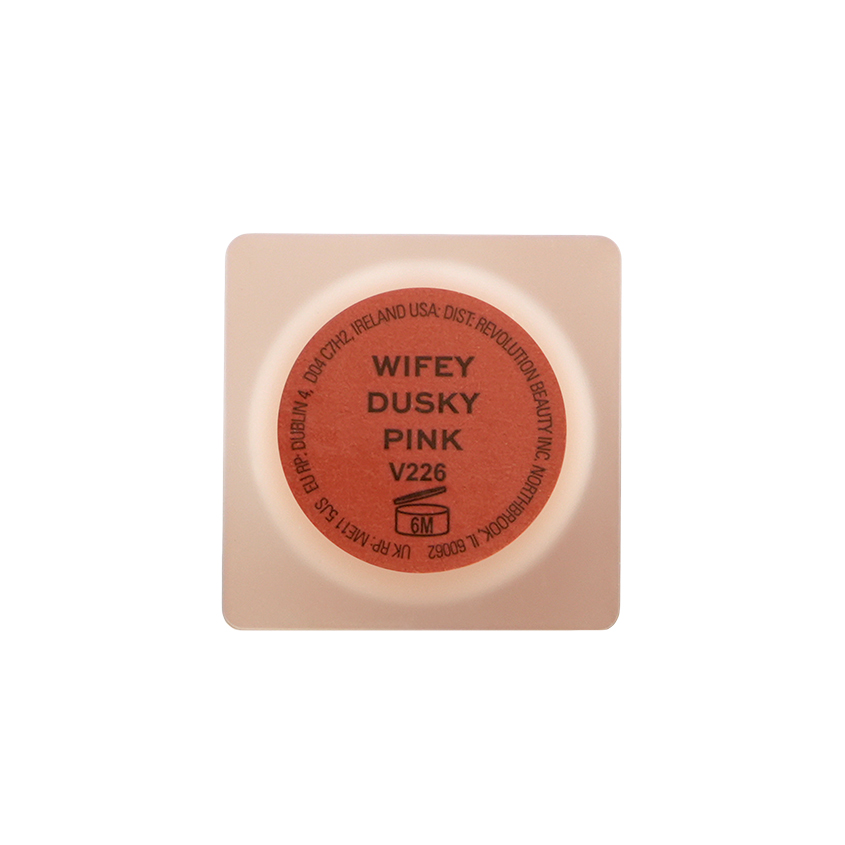 WIFEY
DUSKY
PINK
V226
6M
UK RP: ME11 5JS EU RP: DUBLIN 4, D04 C7H2, IRELAND USA: DIST: REVOLUTION BEAUTY INC. NORTHBROOK, IL 60062